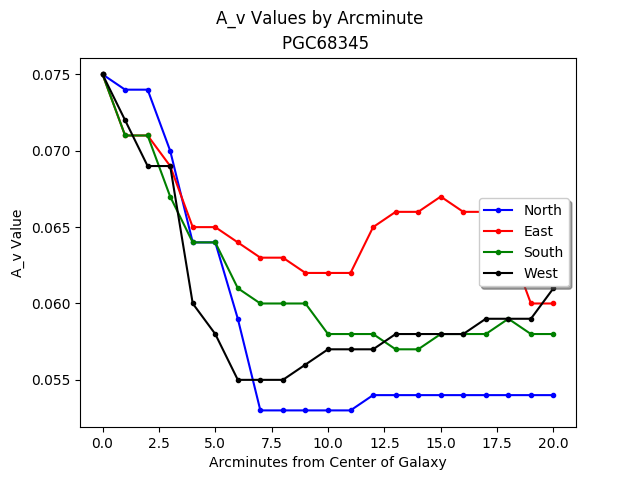 A_v Values by Arcminute
PGC68345
A_v Value
0.075
0.070
0.065
0.060
0.055
North
East
South
West
0.0 2.5 5.0 7.5 10.0 12.5 15.0 17.5 20.0
Arcminutes from Center of Galaxy